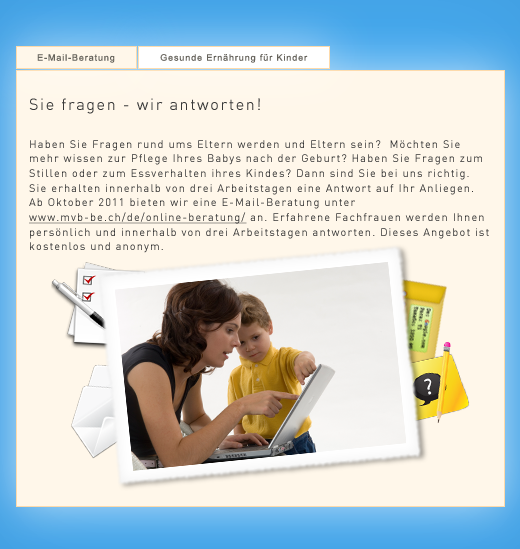 E-Mail-Beratung
Gesunde Ernährung für Kinder
Sie fragen - wir antworten!
Haben Sie Fragen rund ums Eltern werden und Eltern sein? Möchten Sie
mehr wissen zur Pflege Ihres Babys nach der Geburt? Haben Sie Fragen zum
Stillen oder zum Essverhalten ihres Kindes? Dann sind Sie bei uns richtig.
Sie erhalten innerhalb von drei Arbeitstagen eine Antwort auf Ihr Anliegen.
Ab Oktober 2011 bieten wir eine E-Mail-Beratung unter
www.mvb-be.ch/de/online-beratung/ an. Erfahrene Fachfrauen werden Ihnen
persönlich und innerhalb von drei Arbeitstagen antworten. Dieses Angebot ist
kostenlos und anonym.
?